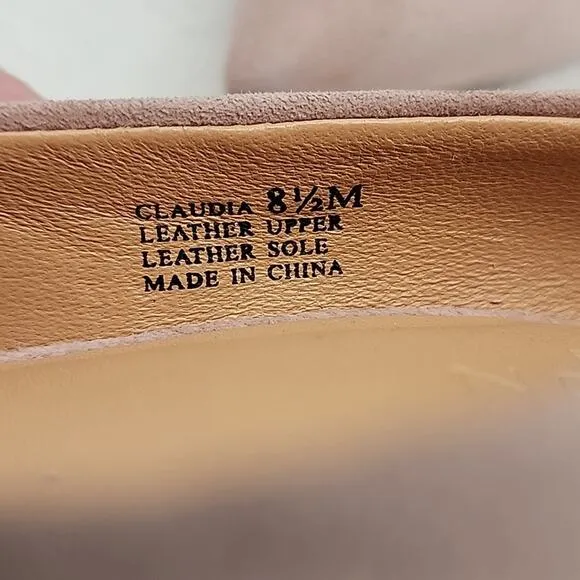 CLAUDIA 8½M
LEATHER UPPER
LEATHER SOLE
MADE IN CHINA